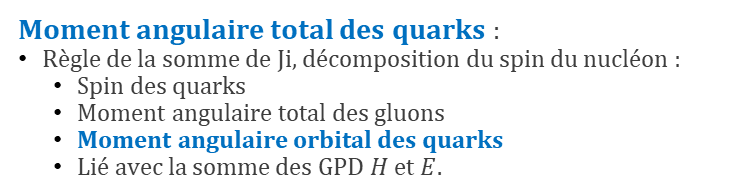 Moment angulaire total des quarks :
• Règle de la somme de Ji, décomposition du spin du nucléon :
• Spin des quarks
• Moment angulaire total des gluons
• Moment angulaire orbital des quarks
• Lié avec la somme des GPD H et E.